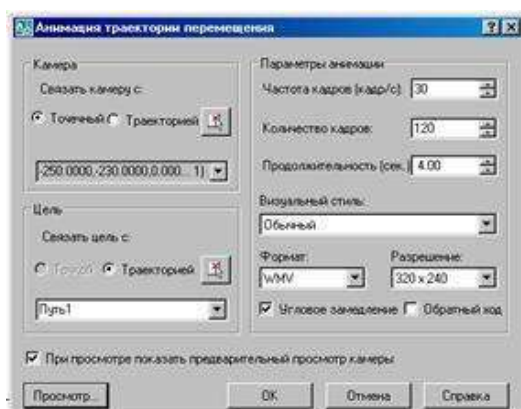 Анимация траектории перемещения
Камера
Связать камеру с:
Точечный Траекторией
-250.0000,-230.0000,0.000... 1)
Цель
Связать цель с:
Точкой Траекторией
Путь1
Параметры анимации
Частота кадров (кадр/с): 30
Количество кадров: 120
Продолжительность (сек.) 4.00
Визуальный стиль:
Обычный
Формат: Разрешение:
WMV 320 x 240
Угловое замедление Обратный ход
При просмотре показать предварительный просмотр камеры
Просмотр... OK Отмена Справка